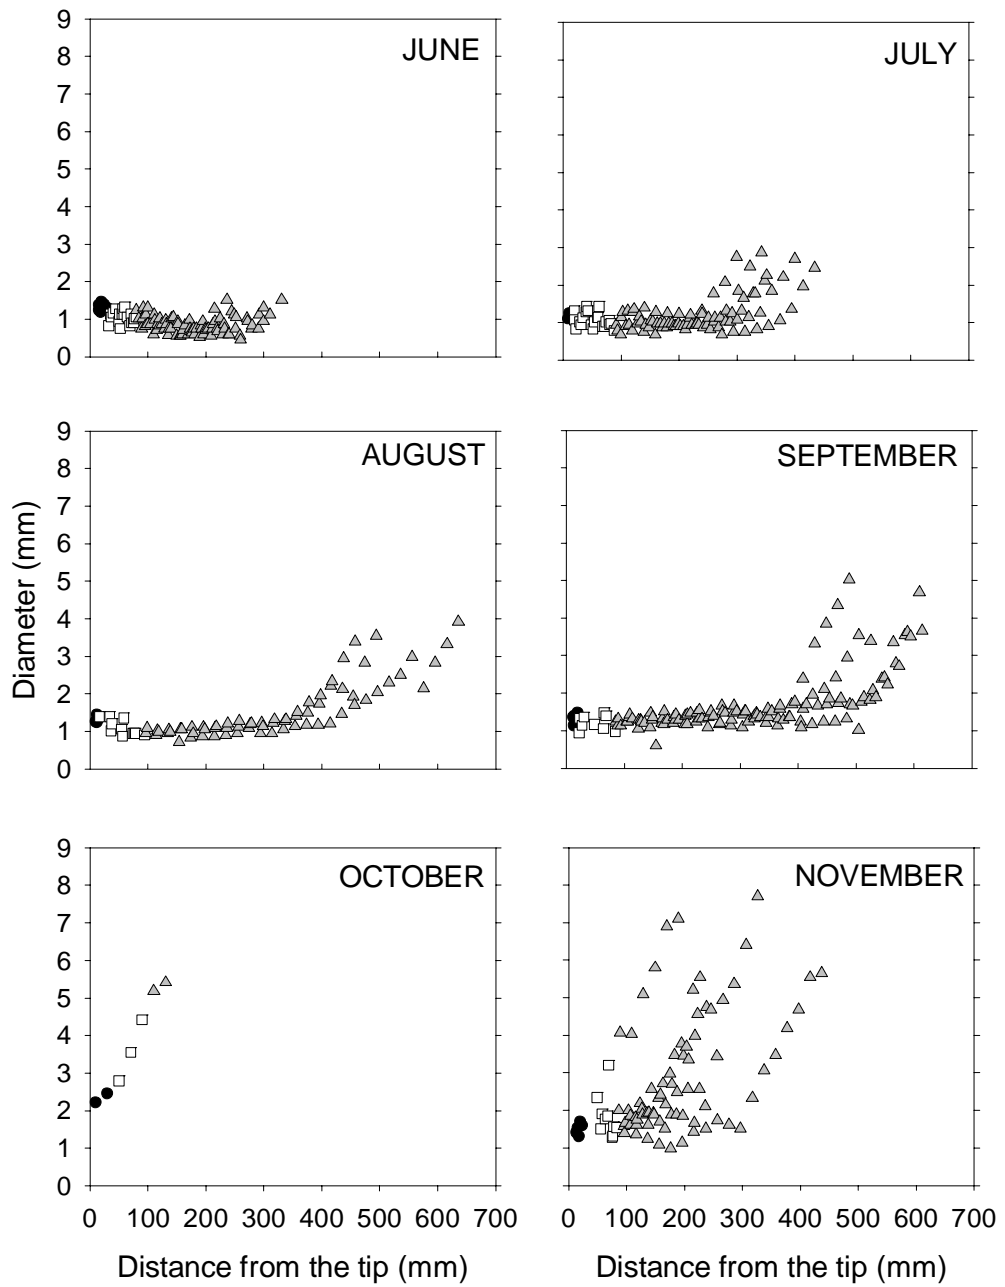 9
8
7
6
5
4
3
2
1
0
JUNE
JULY
9
8
7
6
5
4
3
2
1
0
AUGUST
SEPTEMBER
Diameter (mm)
9
8
7
6
5
4
3
2
1
0
OCTOBER
NOVEMBER
0 100 200 300 400 500 600 700
0 100 200 300 400 500 600 700
Distance from the tip (mm)
Distance from the tip (mm)